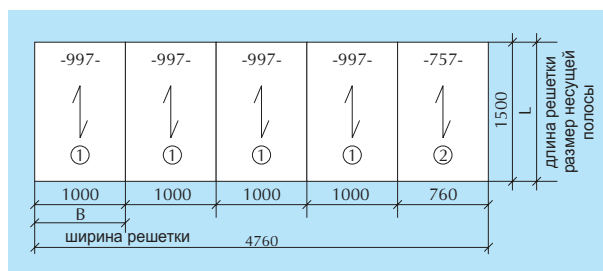 -997- -997- -997- -997- -757-
1 1 1 1 2
1000 1000 1000 1000 760
B
ширина решетки 4760
1500
L
длина решетки
размер несущей
полосы